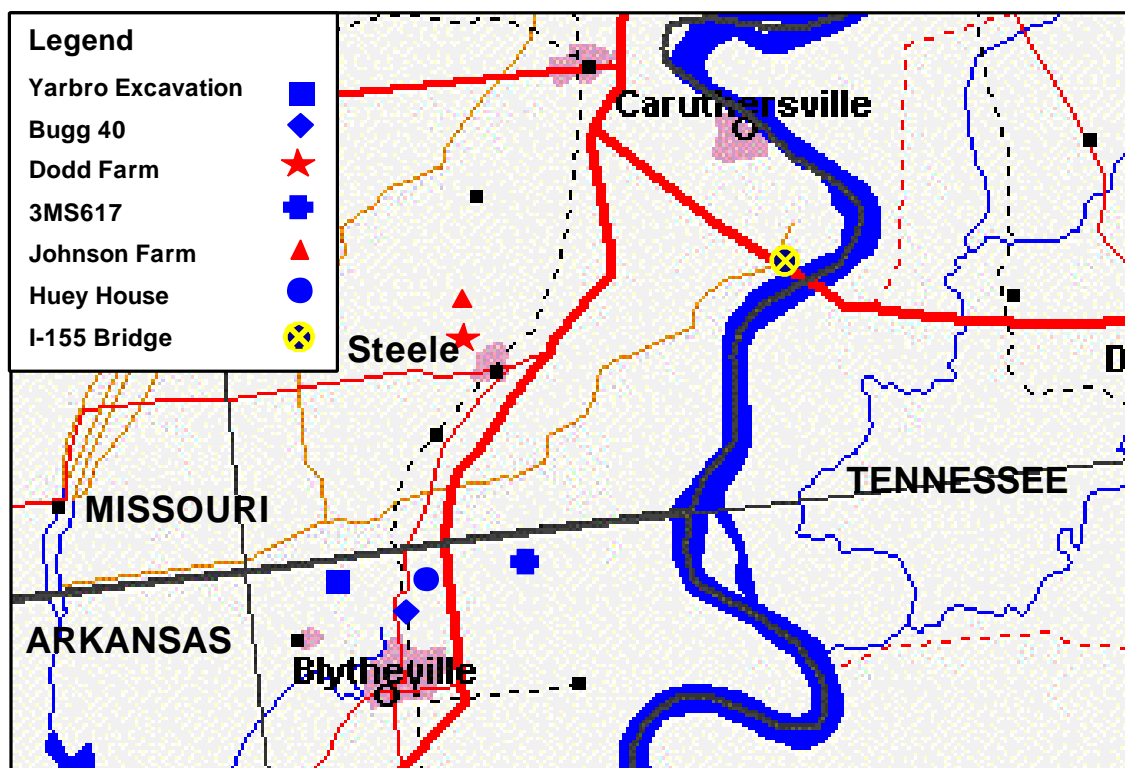 Legend
Yarbro Excavation
Bugg 40
Dodd Farm
3MS617
Johnson Farm
Huey House
I-155 Bridge
Caruthersville
Steele
D
TENNESSEE
MISSOURI
ARKANSAS
Blytheville